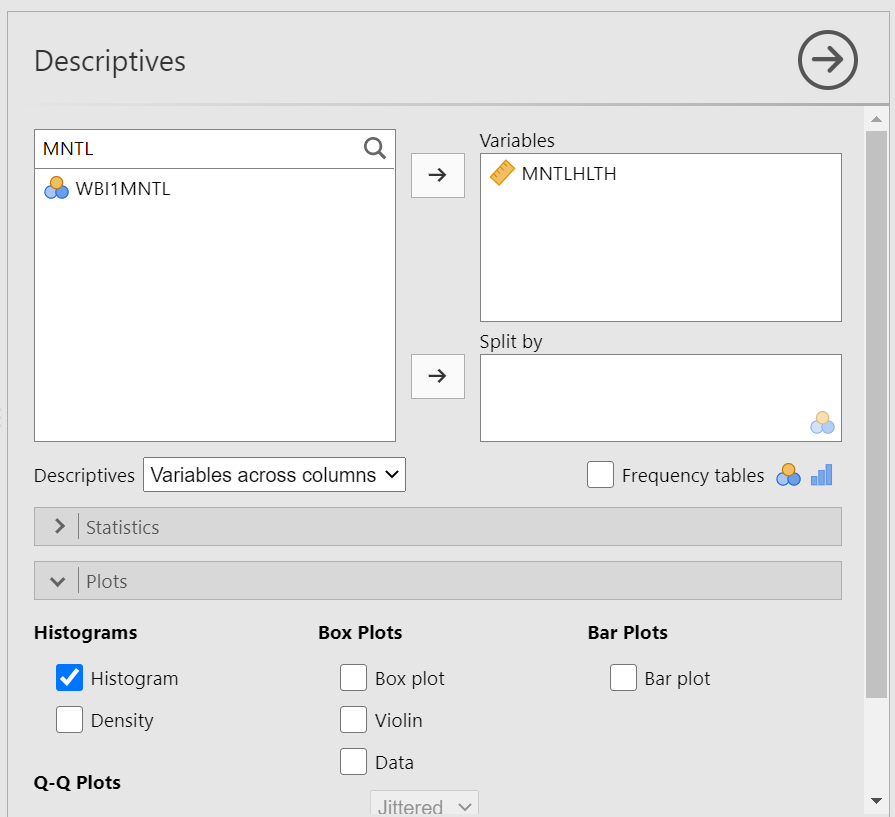 Descriptives
MNTL
WBI1MNTL
Variables
MNTLHLTH
Split by
Descriptives Variables across columns
Frequency tables
Statistics
Plots
Histograms
Histogram
Density
Q-Q Plots
Box Plots
Box plot
Violin
Data
Jittered
Bar Plots
Bar plot